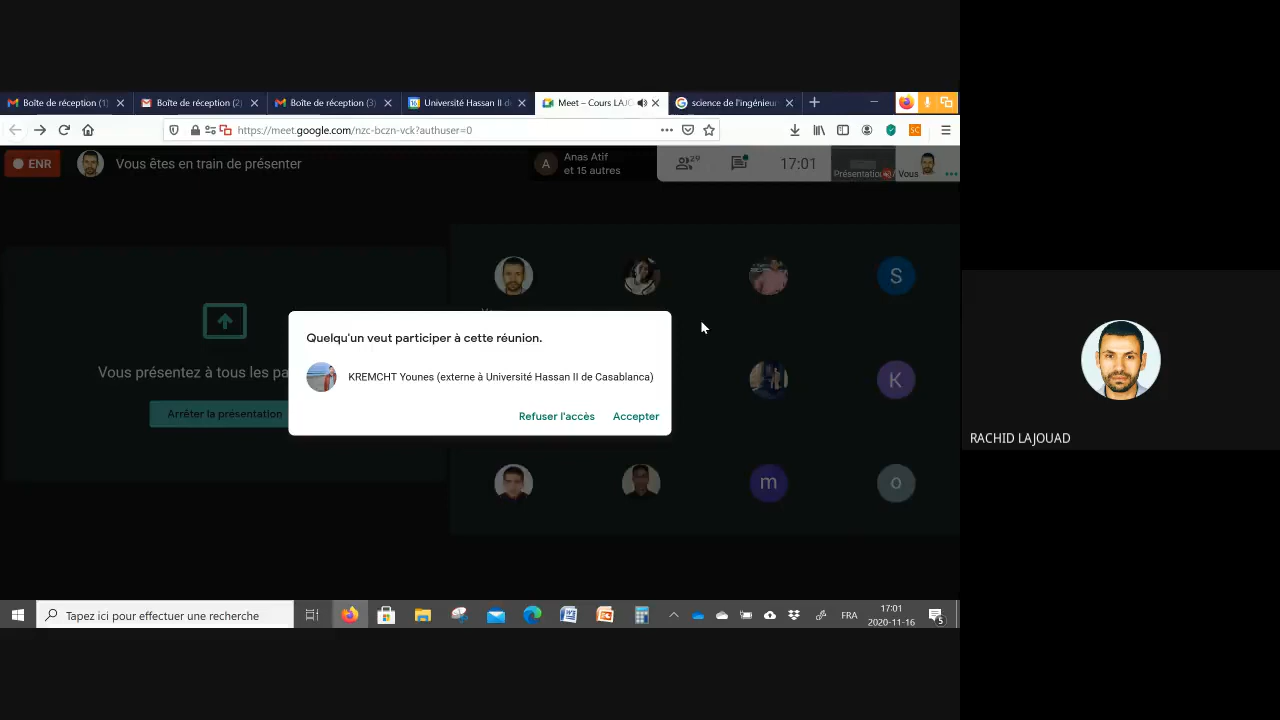 Boîte de réception (1)
Boîte de réception (2)
Boîte de réception (3)
Université Hassan II de
Meet – Cours LAJO
science de l'ingénieur
https://meet.google.com/nzc-bczn-vck?authuser=0
SC
ENR
Vous êtes en train de présenter
A
Anas Atif
et 15 autres
29
17:01
Présentation
Vous
S
Vous présentez à tous les pa
Arrêter la présentation
Quelqu'un veut participer à cette réunion.
KREMCHT Younes (externe à Université Hassan II de Casablanca)
Refuser l'accès
Accepter
K
m
o
RACHID LAJOUAD
Tapez ici pour effectuer une recherche
FRA
17:01
2020-11-16
5